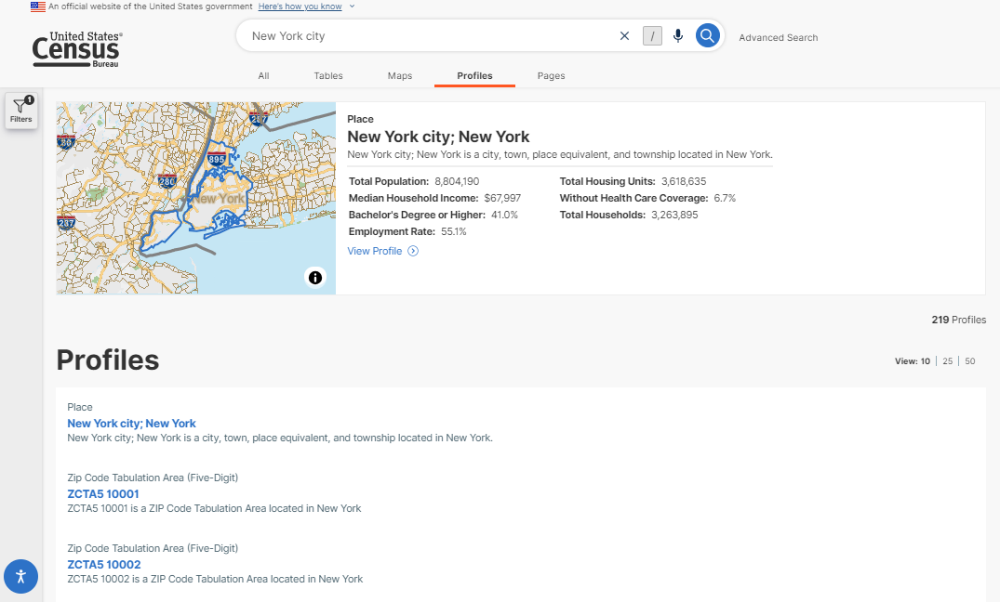 An official website of the United States government Here's how you know
United States®
Census
Bureau
New York city
/
Advanced Search
All Tables Maps Profiles Pages
1
Filters
287
80
895
280
New York
287
Place
New York city; New York
New York city; New York is a city, town, place equivalent, and township located in New York.
Total Population: 8,804,190 Total Housing Units: 3,618,635
Median Household Income: $67,997 Without Health Care Coverage: 6.7%
Bachelor's Degree or Higher: 41.0% Total Households: 3,263,895
Employment Rate: 55.1%
View Profile
219 Profiles
Profiles
View: 10 | 25 | 50
Place
New York city; New York
New York city; New York is a city, town, place equivalent, and township located in New York.
Zip Code Tabulation Area (Five-Digit)
ZCTA5 10001
ZCTA5 10001 is a ZIP Code Tabulation Area located in New York
Zip Code Tabulation Area (Five-Digit)
ZCTA5 10002
ZCTA5 10002 is a ZIP Code Tabulation Area located in New York